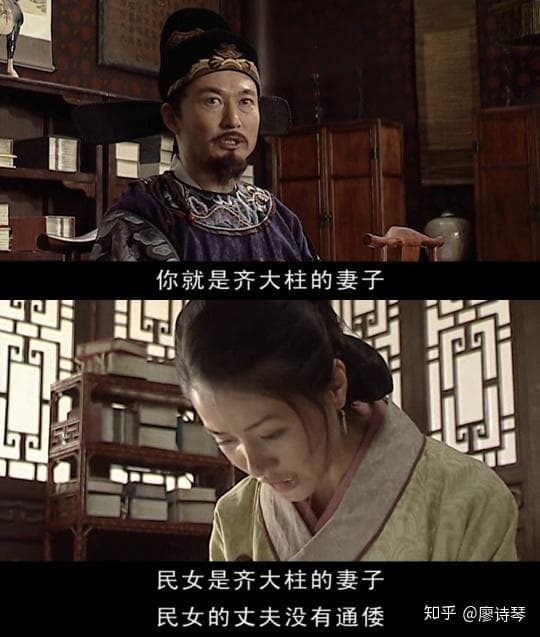 你就是齐大柱的妻子
民女是齐大柱的妻子
民女的丈夫没有通倭
知乎 @廖诗琴